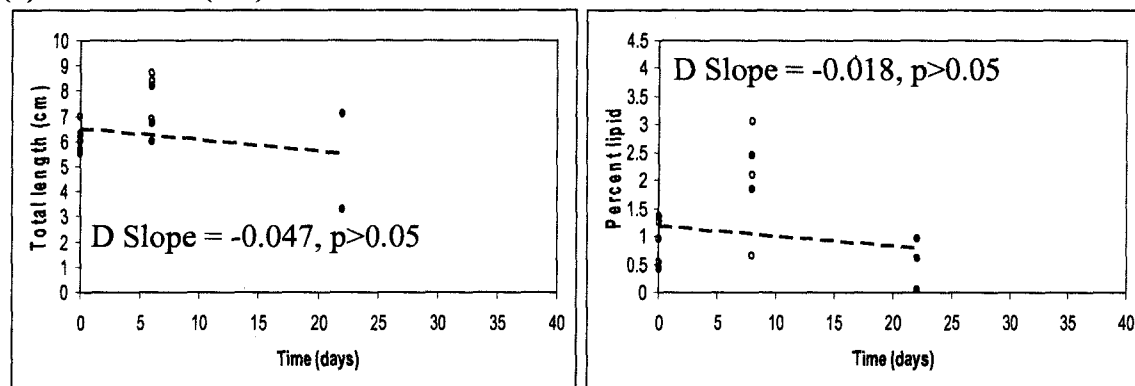 10
9
8
7
6
5
4
3
2
1
0
Total length (cm)
D Slope = -0.047, p>0.05
0 5 10 15 20 25 30 35 40
Time (days)
4.5
4
3.5
3
2.5
2
1.5
1
0.5
0
Percent lipid
D Slope = -0.018, p>0.05
0 5 10 15 20 25 30 35 40
Time (days)